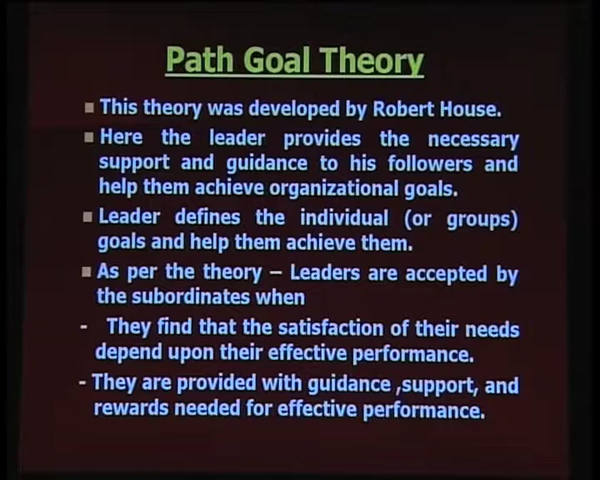 Path Goal Theory
This theory was developed by Robert House.
Here the leader provides the necessary
support and guidance to his followers and
help them achieve organizational goals.
Leader defines the individual (or groups)
goals and help them achieve them.
As per the theory – Leaders are accepted by
the subordinates when
- They find that the satisfaction of their needs
depend upon their effective performance.
- They are provided with guidance ,support, and
rewards needed for effective performance.